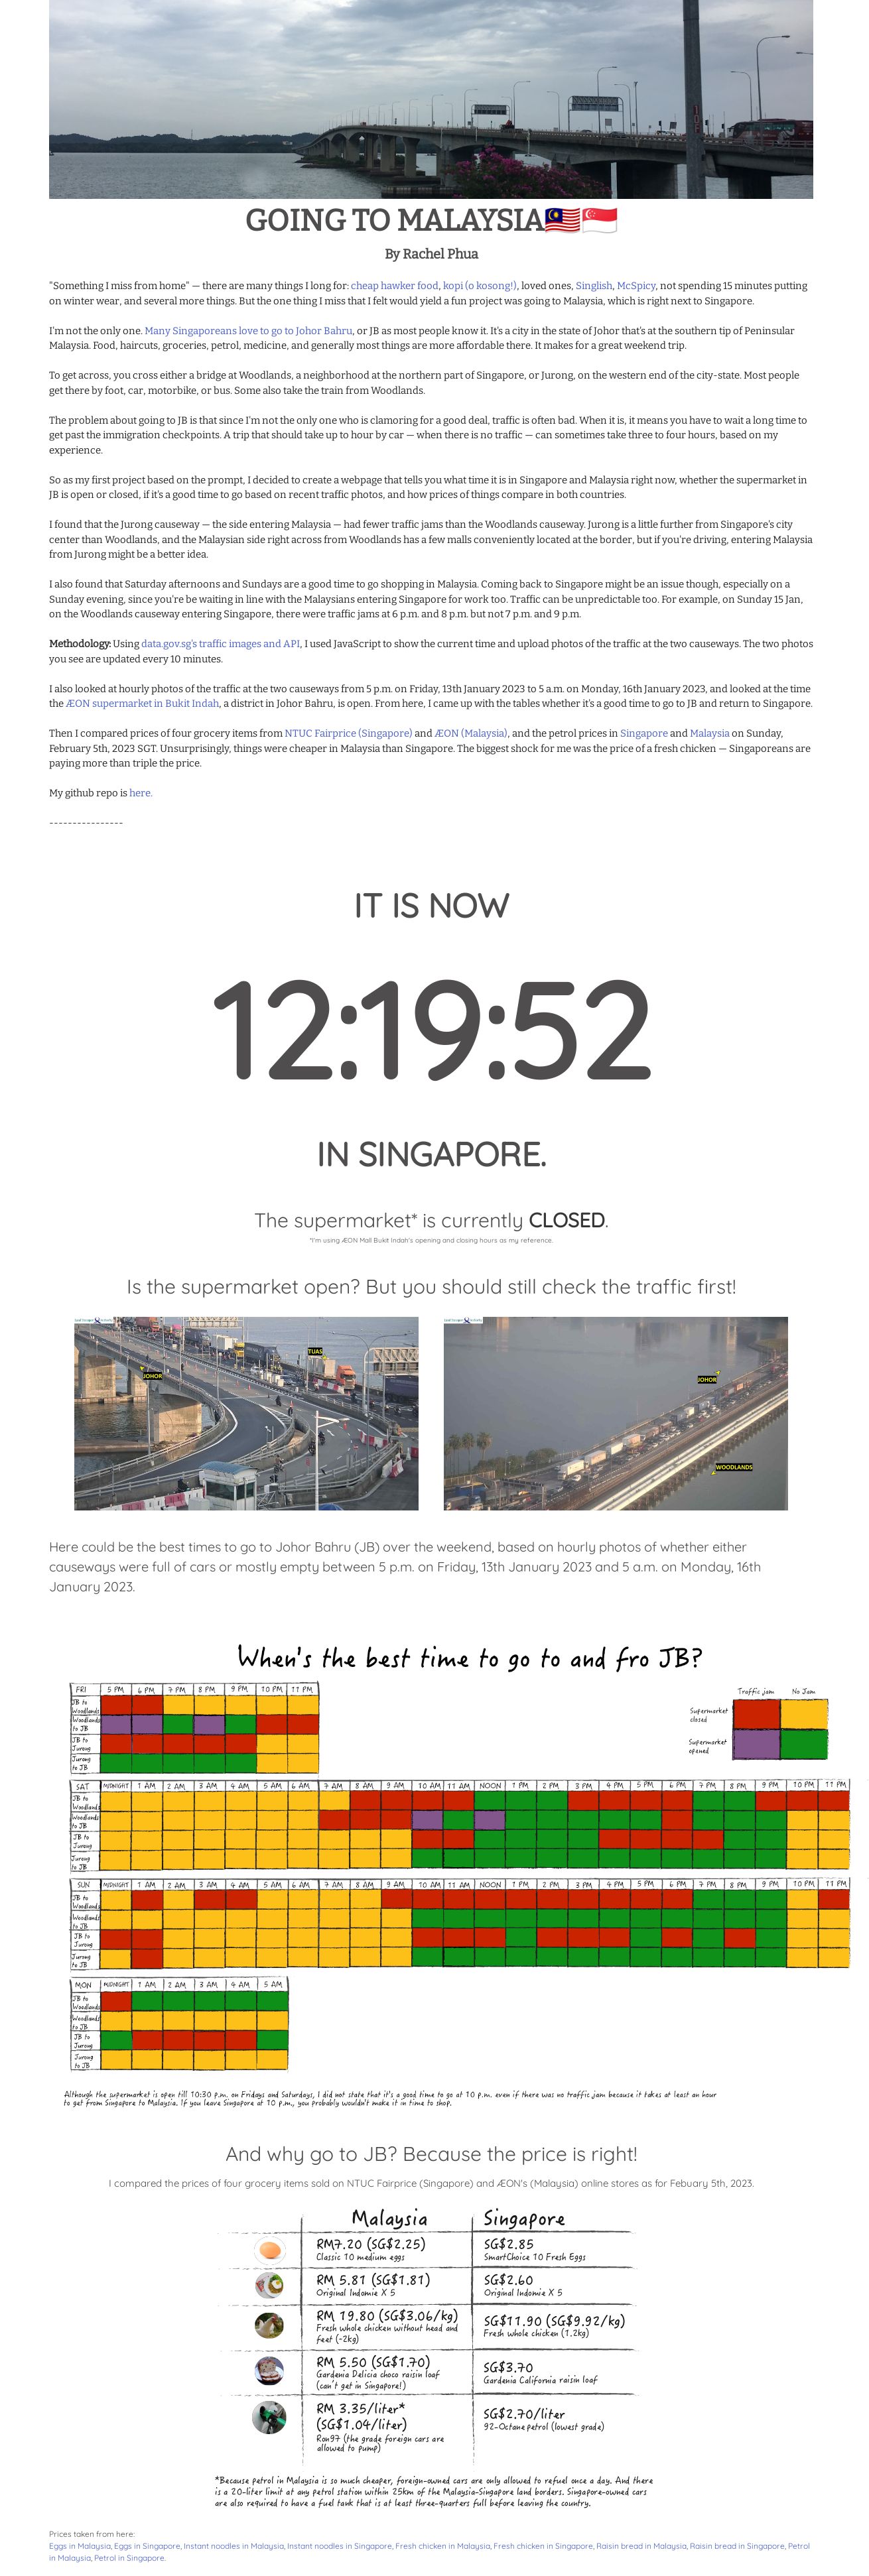 GOING TO MALAYSIA🇲🇾🇸🇬
By Rachel Phua
"Something I miss from home" — there are many things I long for: cheap hawker food, kopi (o kosong!), loved ones, Singlish, McSpicy, not spending 15 minutes putting
on winter wear, and several more things. But the one thing I miss that I felt would yield a fun project was going to Malaysia, which is right next to Singapore.
I'm not the only one. Many Singaporeans love to go to Johor Bahru, or JB as most people know it. It's a city in the state of Johor that's at the southern tip of Peninsular
Malaysia. Food, haircuts, groceries, petrol, medicine, and generally most things are more affordable there. It makes for a great weekend trip.
To get across, you cross either a bridge at Woodlands, a neighborhood at the northern part of Singapore, or Jurong, on the western end of the city-state. Most people
get there by foot, car, motorbike, or bus. Some also take the train from Woodlands.
The problem about going to JB is that since I'm not the only one who is clamoring for a good deal, traffic is often bad. When it is, it means you have to wait a long time to
get past the immigration checkpoints. A trip that should take up to hour by car — when there is no traffic — can sometimes take three to four hours, based on my
experience.
So as my first project based on the prompt, I decided to create a webpage that tells you what time it is in Singapore and Malaysia right now, whether the supermarket in
JB is open or closed, if it's a good time to go based on recent traffic photos, and how prices of things compare in both countries.
I found that the Jurong causeway — the side entering Malaysia — had fewer traffic jams than the Woodlands causeway. Jurong is a little further from Singapore's city
center than Woodlands, and the Malaysian side right across from Woodlands has a few malls conveniently located at the border, but if you're driving, entering Malaysia
from Jurong might be a better idea.
I also found that Saturday afternoons and Sundays are a good time to go shopping in Malaysia. Coming back to Singapore might be an issue though, especially on a
Sunday evening, since you're be waiting in line with the Malaysians entering Singapore for work too. Traffic can be unpredictable too. For example, on Sunday 15 Jan,
on the Woodlands causeway entering Singapore, there were traffic jams at 6 p.m. and 8 p.m. but not 7 p.m. and 9 p.m.
Methodology: Using data.gov.sg's traffic images and API, I used JavaScript to show the current time and upload photos of the traffic at the two causeways. The two photos
you see are updated every 10 minutes.
I also looked at hourly photos of the traffic at the two causeways from 5 p.m. on Friday, 13th January 2023 to 5 a.m. on Monday, 16th January 2023, and looked at the time
the ÆON supermarket in Bukit Indah, a district in Johor Bahru, is open. From here, I came up with the tables whether it's a good time to go to JB and return to Singapore.
Then I compared prices of four grocery items from NTUC Fairprice (Singapore) and ÆON (Malaysia), and the petrol prices in Singapore and Malaysia on Sunday,
February 5th, 2023 SGT. Unsurprisingly, things were cheaper in Malaysia than Singapore. The biggest shock for me was the price of a fresh chicken — Singaporeans are
paying more than triple the price.
My github repo is here.
----------------
IT IS NOW
12:19:52
IN SINGAPORE.
The supermarket* is currently CLOSED.
*I'm using ÆON Mall Bukit Indah's opening and closing hours as my reference.
Is the supermarket open? But you should still check the traffic first!
JOHOR
TUAS
JOHOR
WOODLANDS
Here could be the best times to go to Johor Bahru (JB) over the weekend, based on hourly photos of whether either
causeways were full of cars or mostly empty between 5 p.m. on Friday, 13th January 2023 and 5 a.m. on Monday, 16th
January 2023.
When's the best time to go to and fro JB?
Traffic jam No Jam
Supermarket
closed
Supermarket
opened
FRI 5 PM 6 PM 7 PM 8 PM 9 PM 10 PM 11 PM
JB to
Woodlands
Woodlands
to JB
JB to
Jurong
Jurong
to JB
SAT MIDNIGHT 1 AM 2 AM 3 AM 4 AM 5 AM 6 AM 7 AM 8 AM 9 AM 10 AM 11 AM NOON 1 PM 2 PM 3 PM 4 PM 5 PM 6 PM 7 PM 8 PM 9 PM 10 PM 11 PM
JB to
Woodlands
Woodlands
to JB
JB to
Jurong
Jurong
to JB
SUN MIDNIGHT 1 AM 2 AM 3 AM 4 AM 5 AM 6 AM 7 AM 8 AM 9 AM 10 AM 11 AM NOON 1 PM 2 PM 3 PM 4 PM 5 PM 6 PM 7 PM 8 PM 9 PM 10 PM 11 PM
JB to
Woodlands
Woodlands
to JB
JB to
Jurong
Jurong
to JB
MON MIDNIGHT 1 AM 2 AM 3 AM 4 AM 5 AM
JB to
Woodlands
Woodlands
to JB
JB to
Jurong
Jurong
to JB
Although the supermarket is open till 10:30 p.m. on Fridays and Saturdays, I did not state that it's a good time to go at 10 p.m. even if there was no traffic jam because it takes at least an hour
to get from Singapore to Malaysia. If you leave Singapore at 10 p.m., you probably wouldn't make it in time to shop.
And why go to JB? Because the price is right!
I compared the prices of four grocery items sold on NTUC Fairprice (Singapore) and ÆON's (Malaysia) online stores as for Febuary 5th, 2023.
Malaysia Singapore
RM7.20 (SG$2.25)
Classic 10 medium eggs
SG$2.85
SmartChoice 10 Fresh Eggs
RM 5.81 (SG$1.81)
Original Indomie X 5
SG$2.60
Original Indomie X 5
RM 19.80 (SG$3.06/kg)
Fresh whole chicken without head and
feet (~2kg)
SG$11.90 (SG$9.92/kg)
Fresh whole chicken (1.2kg)
RM 5.50 (SG$1.70)
Gardenia Delicia choco raisin loaf
(can't get in Singapore!)
SG$3.70
Gardenia California raisin loaf
RM 3.35/liter*
(SG$1.04/liter)
Ron97 (the grade foreign cars are
allowed to pump)
SG$2.70/liter
92-Octane petrol (lowest grade)
*Because petrol in Malaysia is so much cheaper, foreign-owned cars are only allowed to refuel once a day. And there
is a 20-liter limit at any petrol station within 25km of the Malaysia-Singapore land borders. Singapore-owned cars
are also required to have a fuel tank that is at least three-quarters full before leaving the country.
Prices taken from here:
Eggs in Malaysia, Eggs in Singapore, Instant noodles in Malaysia, Instant noodles in Singapore, Fresh chicken in Malaysia, Fresh chicken in Singapore, Raisin bread in Malaysia, Raisin bread in Singapore, Petrol
in Malaysia, Petrol in Singapore.